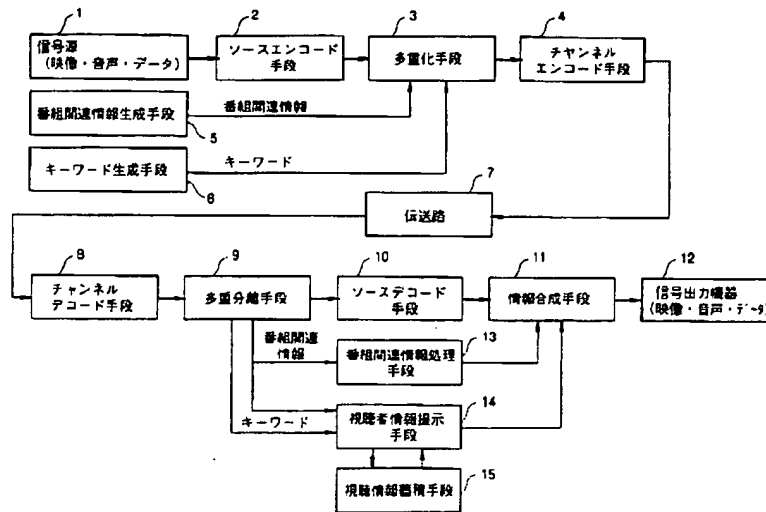 1
信号源
(映像・音声・データ)
2
ソースエンコード
手段
3
多重化手段
4
チャンネル
エンコード手段
番組関連情報生成手段
5
番組関連情報
キーワード生成手段
6
キーワード
7
伝送路
8
チャンネル
デコード手段
9
多重分離手段
10
ソースデコード
手段
11
情報合成手段
12
信号出力機器
(映像・音声・データ)
番組関連
情報
番組関連情報処理
手段
13
キーワード
視聴者情報提示
手段
14
視聴情報蓄積手段
15